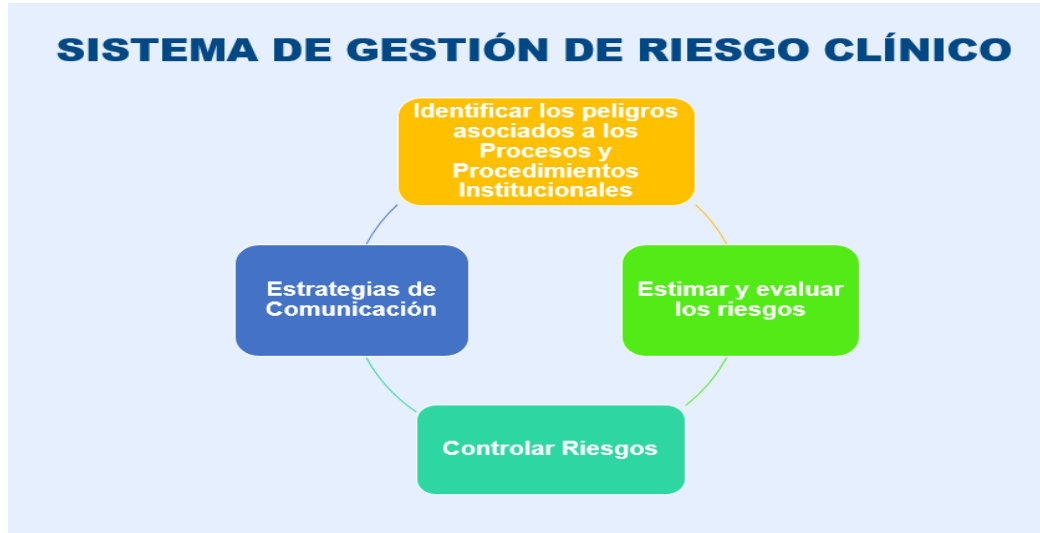 SISTEMA DE GESTIÓN DE RIESGO CLÍNICO
Identificar los peligros
asociados a los
Procesos y
Procedimientos
Institucionales
Estrategias de
Comunicación
Estimar y evaluar
los riesgos
Controlar Riesgos